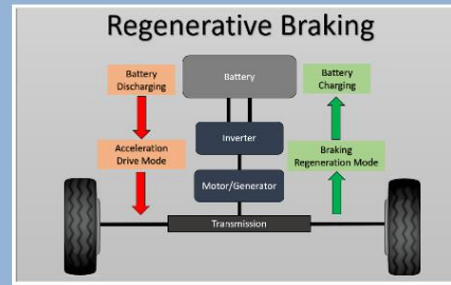 Regenerative Braking
Battery
Discharging
Acceleration
Drive Mode
Battery
Inverter
Motor/Generator
Transmission
Battery
Charging
Braking
Regeneration Mode